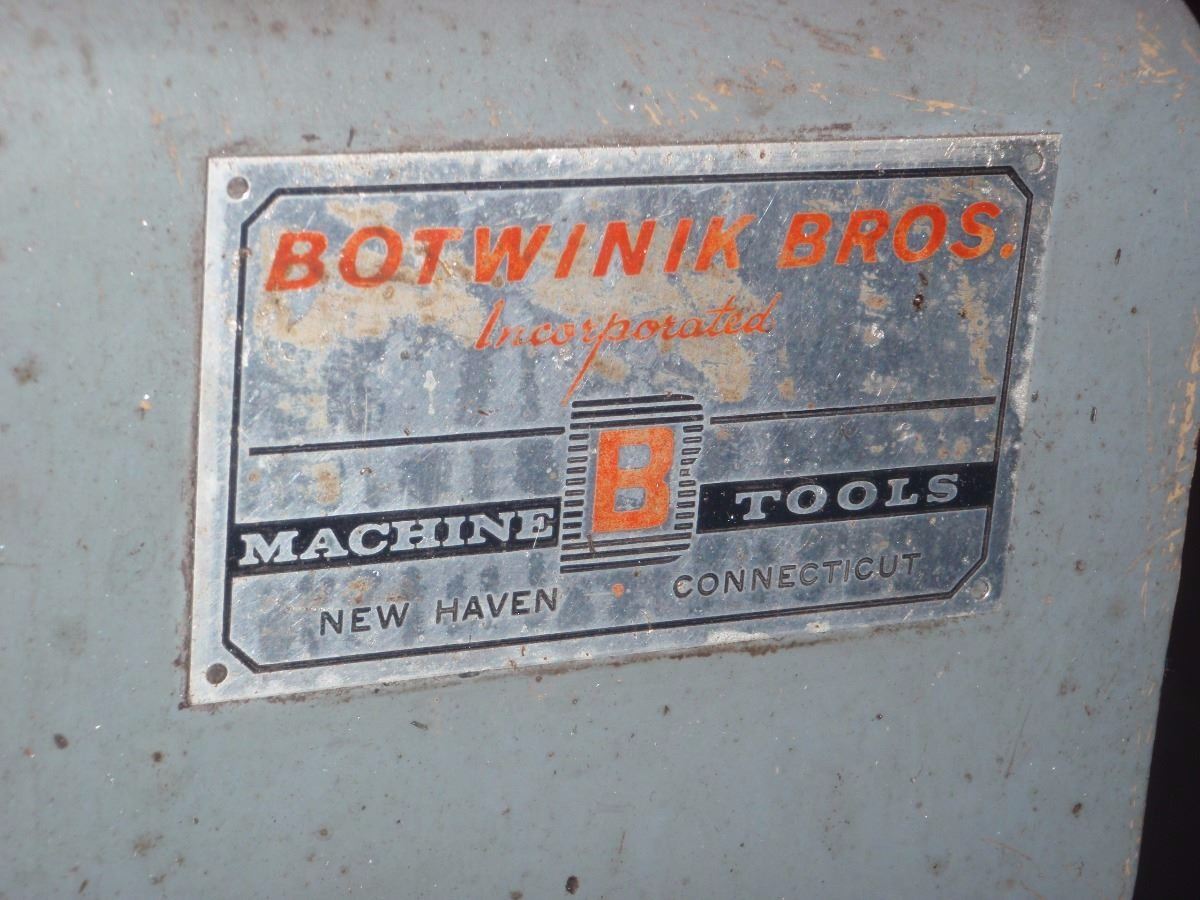 BOTWINIK BROS.
Incorporated
B
MACHINE TOOLS
NEW HAVEN CONNECTICUT